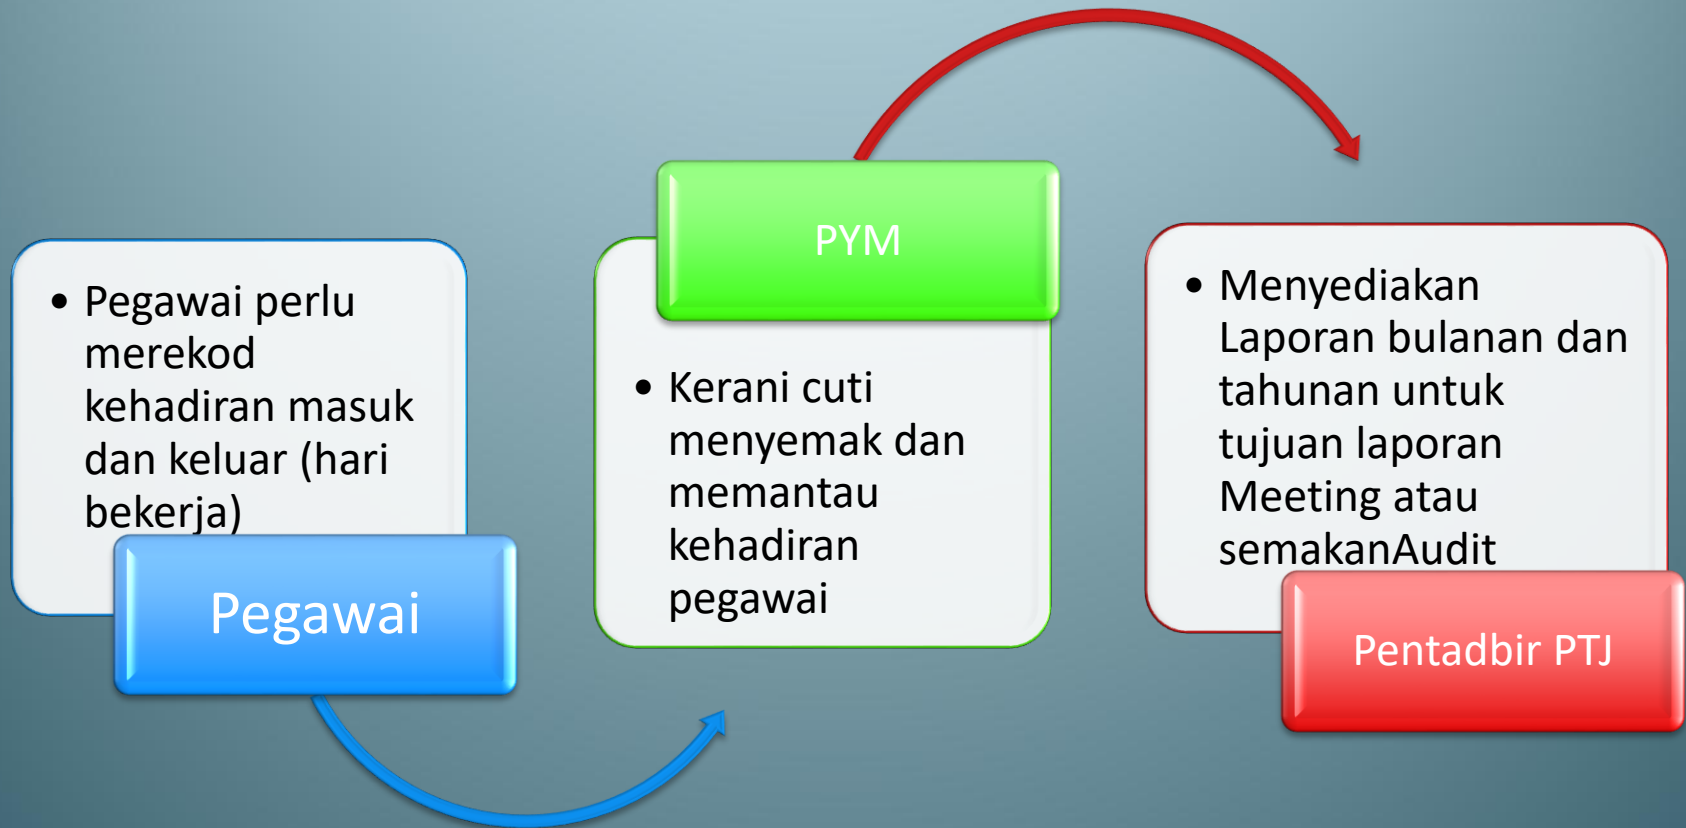 • Pegawai perlu
merekod
kehadiran masuk
dan keluar (hari
bekerja)
Pegawai
PYM
• Kerani cuti
menyemak dan
memantau
kehadiran
pegawai
• Menyediakan
Laporan bulanan dan
tahunan untuk
tujuan laporan
Meeting atau
semakanAudit
Pentadbir PTJ